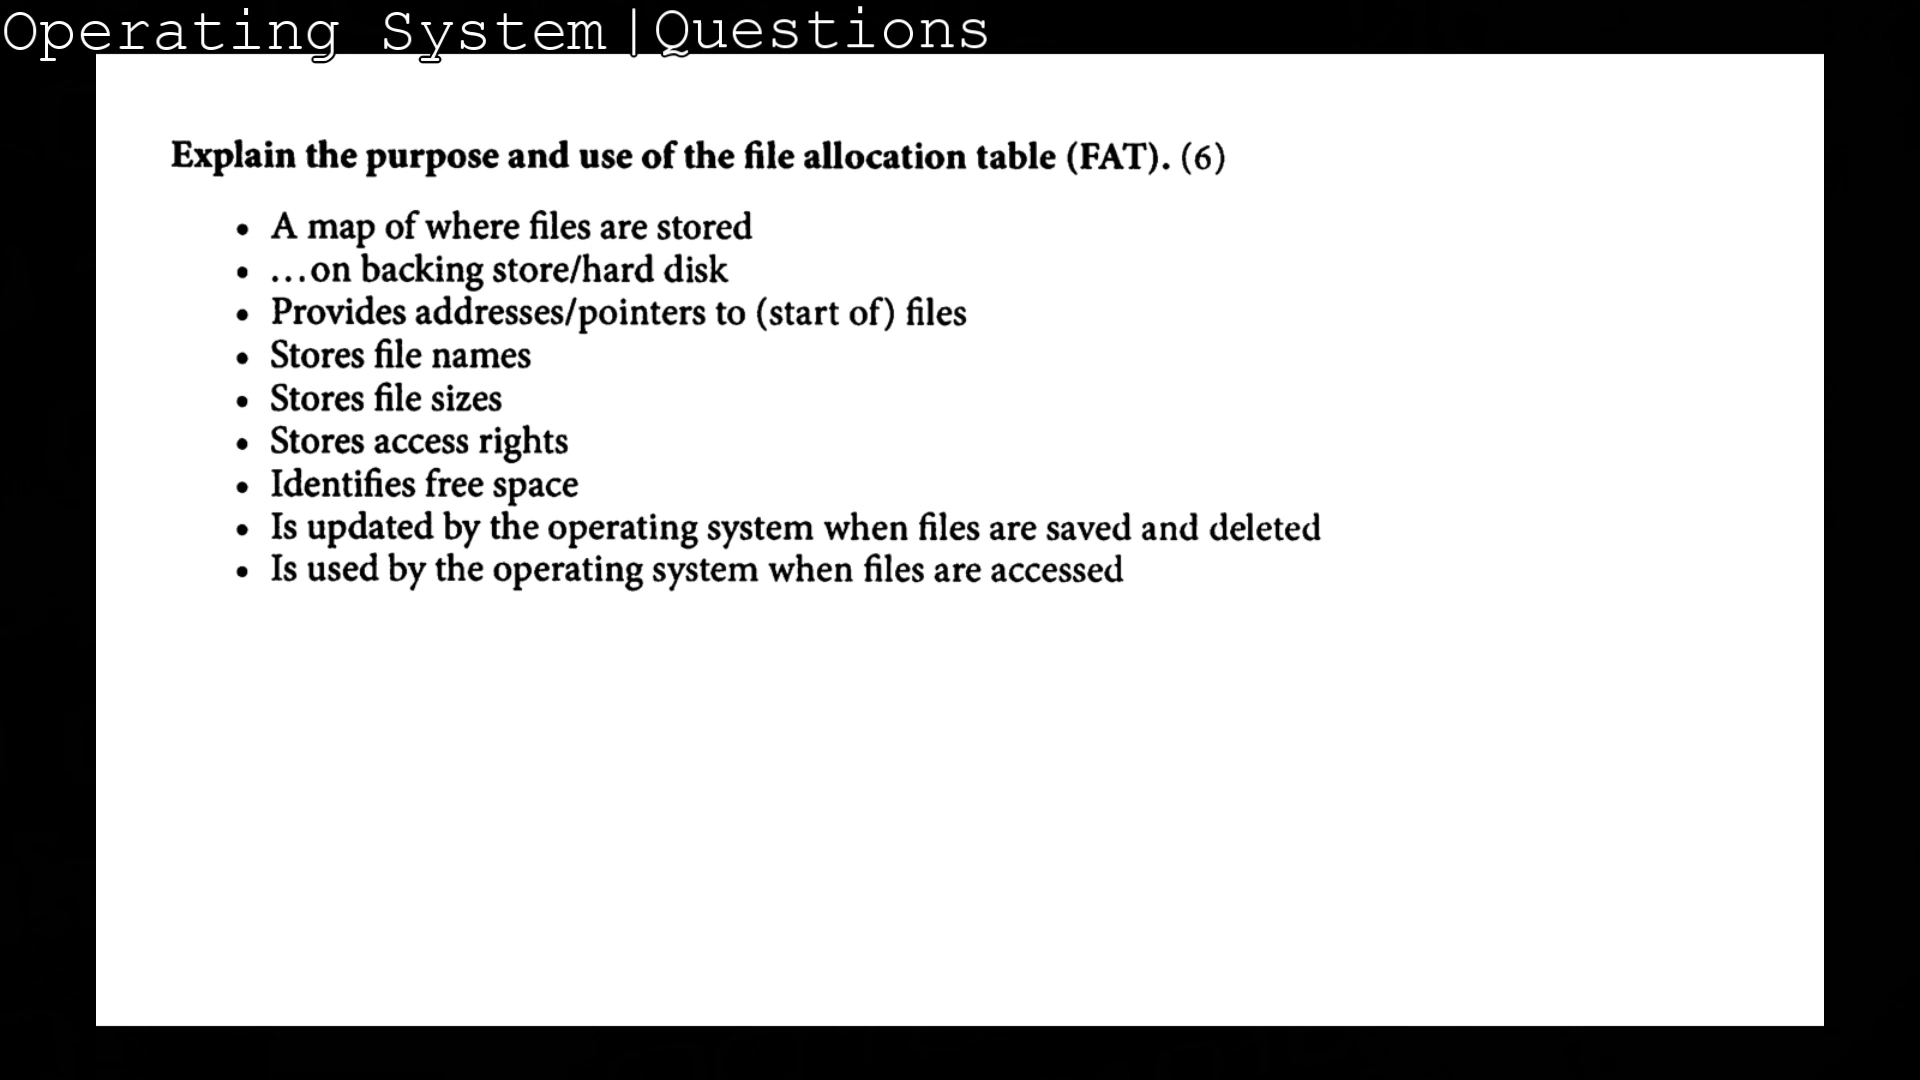 Operating System|Questions
Explain the purpose and use of the file allocation table (FAT). (6)
• A map of where files are stored
• …on backing store/hard disk
• Provides addresses/pointers to (start of) files
• Stores file names
• Stores file sizes
• Stores access rights
• Identifies free space
• Is updated by the operating system when files are saved and deleted
• Is used by the operating system when files are accessed